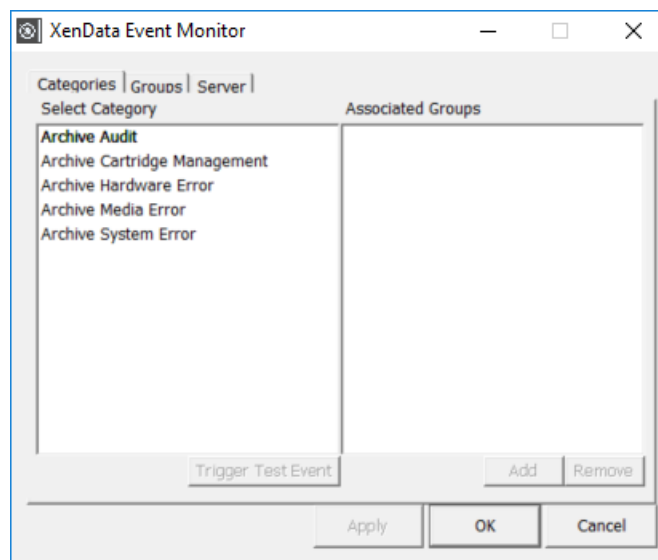 XenData Event Monitor
Categories Groups Server
Select Category Associated Groups
Archive Audit
Archive Cartridge Management
Archive Hardware Error
Archive Media Error
Archive System Error
Trigger Test Event Add Remove
Apply OK Cancel